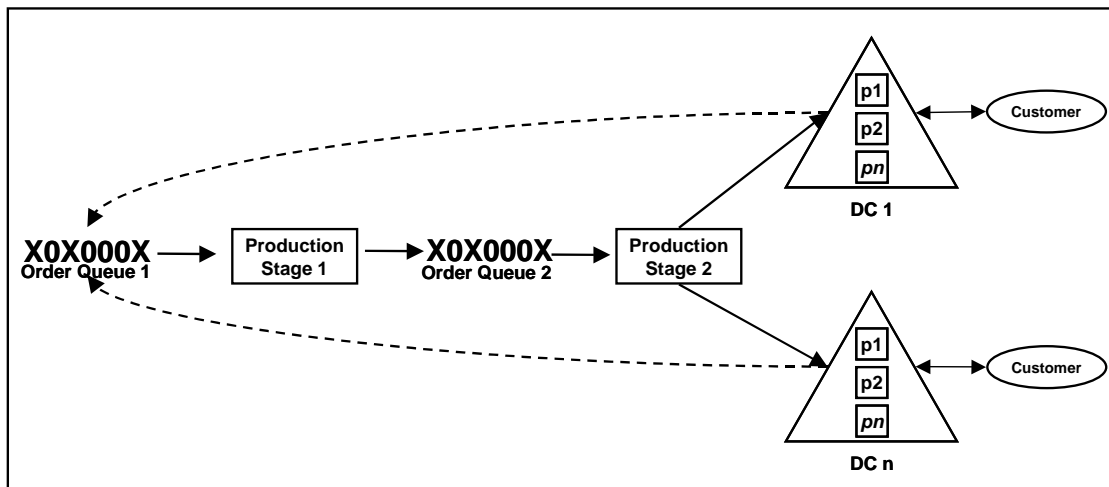 p1
p2
pn
DC 1
Customer
X0X000X
Order Queue 1
Production
Stage 1
X0X000X
Order Queue 2
Production
Stage 2
p1
p2
pn
DC n
Customer